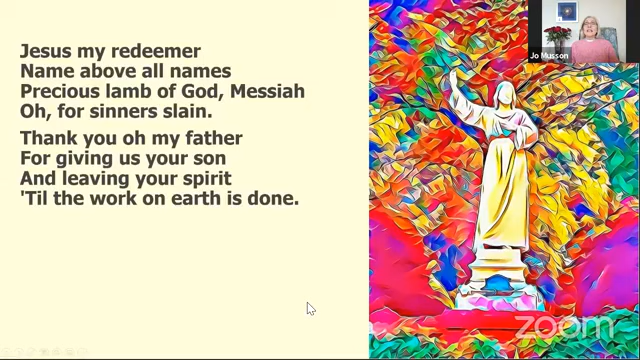 Jesus my redeemer
Name above all names
Precious lamb of God, Messiah
Oh, for sinners slain.
Thank you oh my father
For giving us your son
And leaving your spirit
'Til the work on earth is done.
Jo Musson
zoom